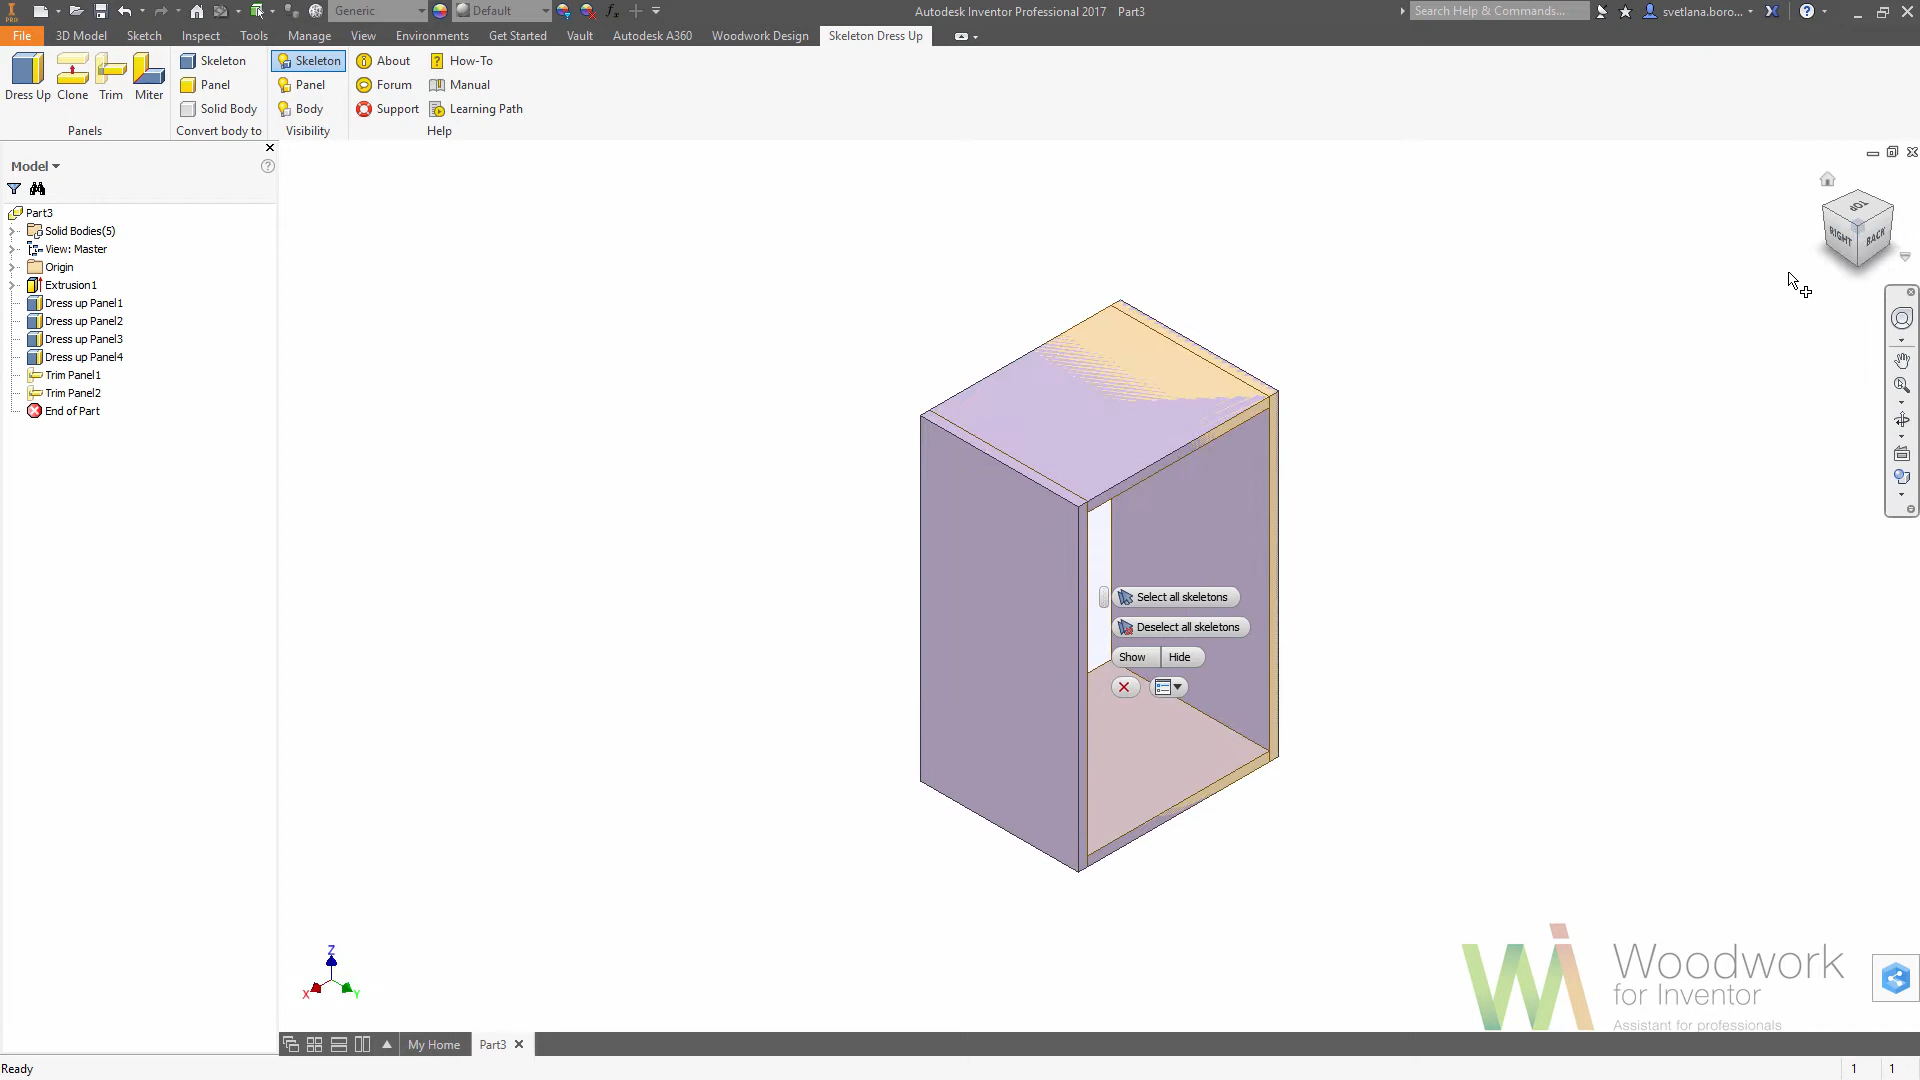 PRO
Generic
Default
Autodesk Inventor Professional 2017 Part3
Search Help & Commands...
svetlana.boro...
File
3D Model
Sketch
Inspect
Tools
Manage
View
Environments
Get Started
Vault
Autodesk A360
Woodwork Design
Skeleton Dress Up
Dress Up
Clone
Trim
Miter
Panels
Skeleton
Panel
Solid Body
Convert body to
Skeleton
Panel
Body
Visibility
About
Forum
Support
How-To
Manual
Learning Path
Help
Model
Part3
Solid Bodies(5)
View: Master
Origin
Extrusion1
Dress up Panel1
Dress up Panel2
Dress up Panel3
Dress up Panel4
Trim Panel1
Trim Panel2
End of Part
TOP
RIGHT
BACK
Select all skeletons
Deselect all skeletons
Show
Hide
Z
X
Y
Woodwork
for Inventor
Assistant for professionals
My Home
Part3
Ready
1
1